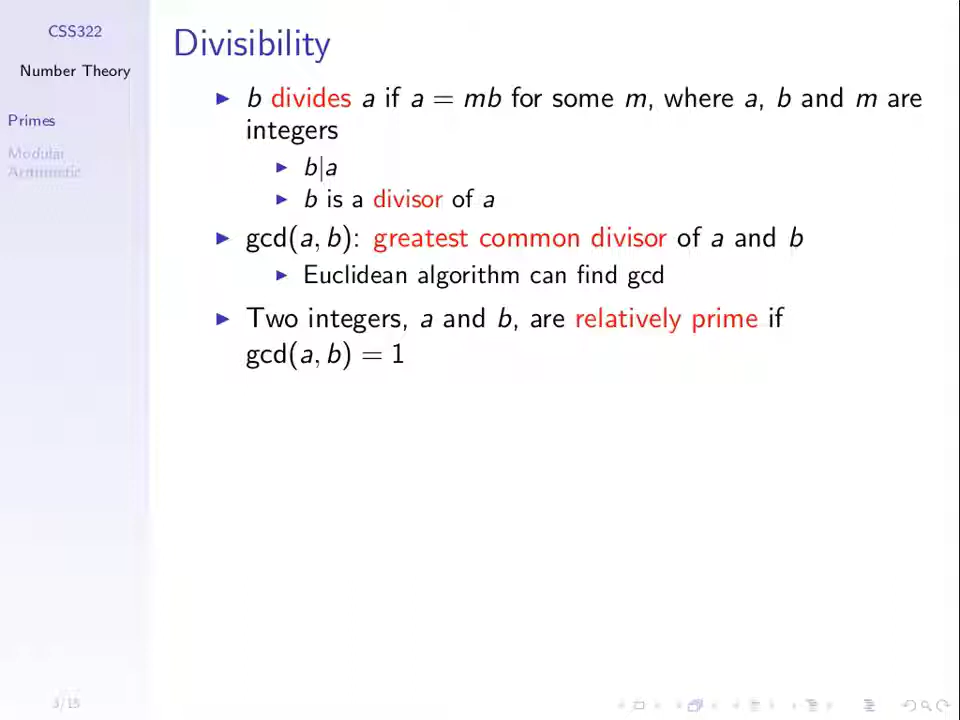 CSS322
Number Theory
Primes
Modular
Arithmetic
Divisibility
b divides a if a = mb for some m, where a, b and m are
integers
b|a
b is a divisor of a
gcd(a, b): greatest common divisor of a and b
Euclidean algorithm can find gcd
Two integers, a and b, are relatively prime if
gcd(a, b) = 1
3/15